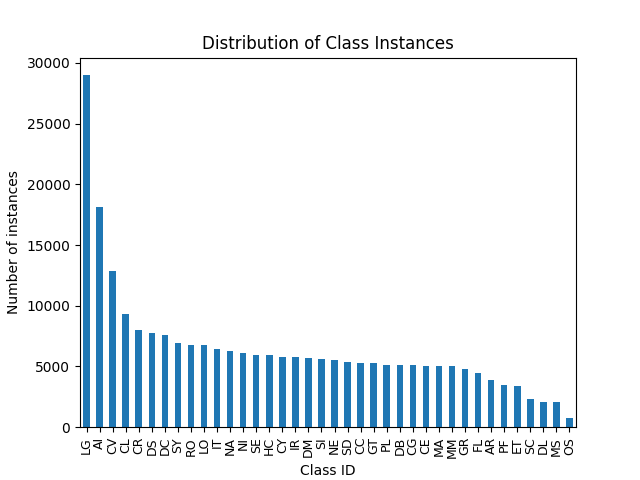 Distribution of Class Instances
30000
25000
20000
15000
10000
5000
0
Number of instances
LG AI CV CL CR DS DC SY RO LO IT NA NI SE HC CY IR DM SI NE SD CC GT PL DB CG CE MA MM GR FL AR PF ET SC DL MS OS
Class ID